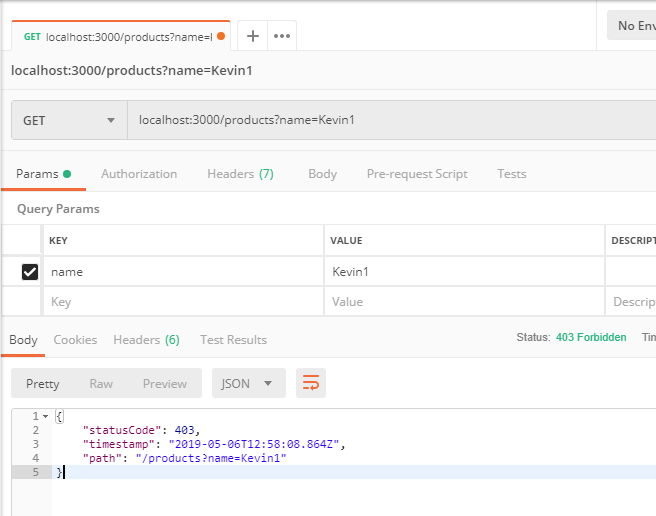 GET localhost:3000/products?name=
No Env
localhost:3000/products?name=Kevin1
GET localhost:3000/products?name=Kevin1
Params Authorization Headers (7) Body Pre-request Script Tests
Query Params
KEY VALUE DESCRIPT
name Kevin1
Key Value Descrip
Body Cookies Headers (6) Test Results Status: 403 Forbidden Tim
Pretty Raw Preview JSON
1 {
2 "statusCode": 403,
3 "timestamp": "2019-05-06T12:58:08.864Z",
4 "path": "/products?name=Kevin1"
5 }